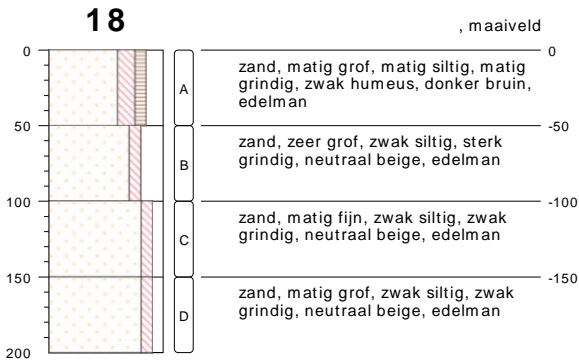 18
, maaiveld
0
0
A
zand, matig grof, matig siltig, matig
grindig, zwak humeus, donker bruin,
edelman
50
-50
B
zand, zeer grof, zwak siltig, sterk
grindig, neutraal beige, edelman
100
-100
C
zand, matig fijn, zwak siltig, zwak
grindig, neutraal beige, edelman
150
-150
D
zand, matig grof, zwak siltig, zwak
grindig, neutraal beige, edelman
200